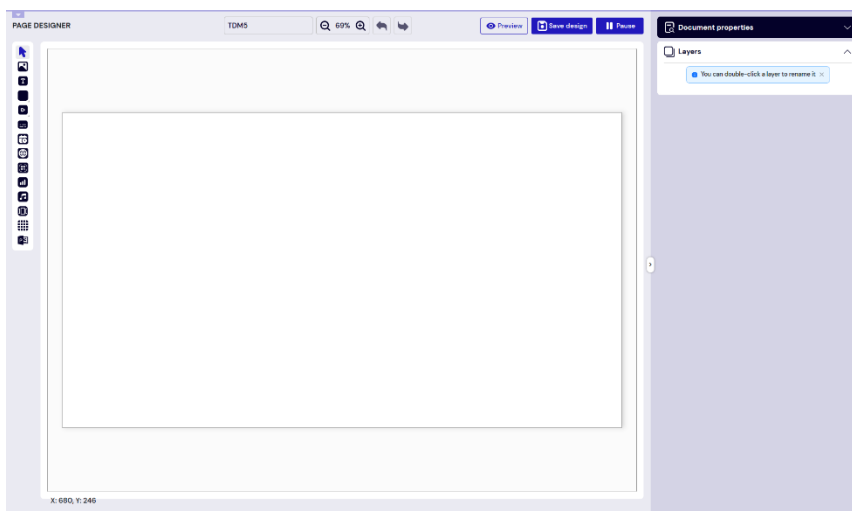 PAGE DESIGNER
TDM5
69%
Preview
Save design
Pause
Document properties
Layers
You can double-click a layer to rename it
X: 680, Y: 246